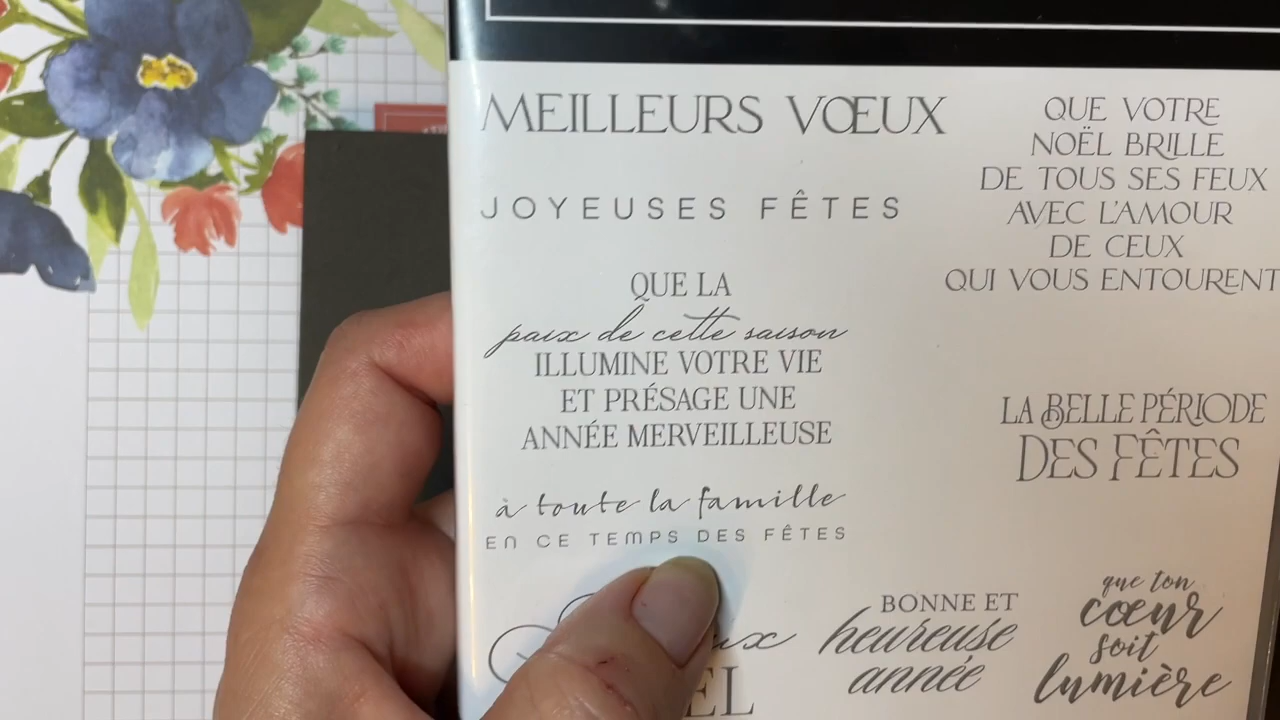 MEILLEURS VŒUX
JOYEUSES FÊTES
QUE LA
paix de cette saison
ILLUMINE VOTRE VIE
ET PRÉSAGE UNE
ANNÉE MERVEILLEUSE
à toute la famille
EN CE TEMPS DES FÊTES
QUE VOTRE
NOËL BRILLE
DE TOUS SES FEUX
AVEC L'AMOUR
DE CEUX
QUI VOUS ENTOURENT
LA BELLE PÉRIODE
DES FÊTES
BONNE ET
heureuse
année
que ton
cœur
soit
lumière